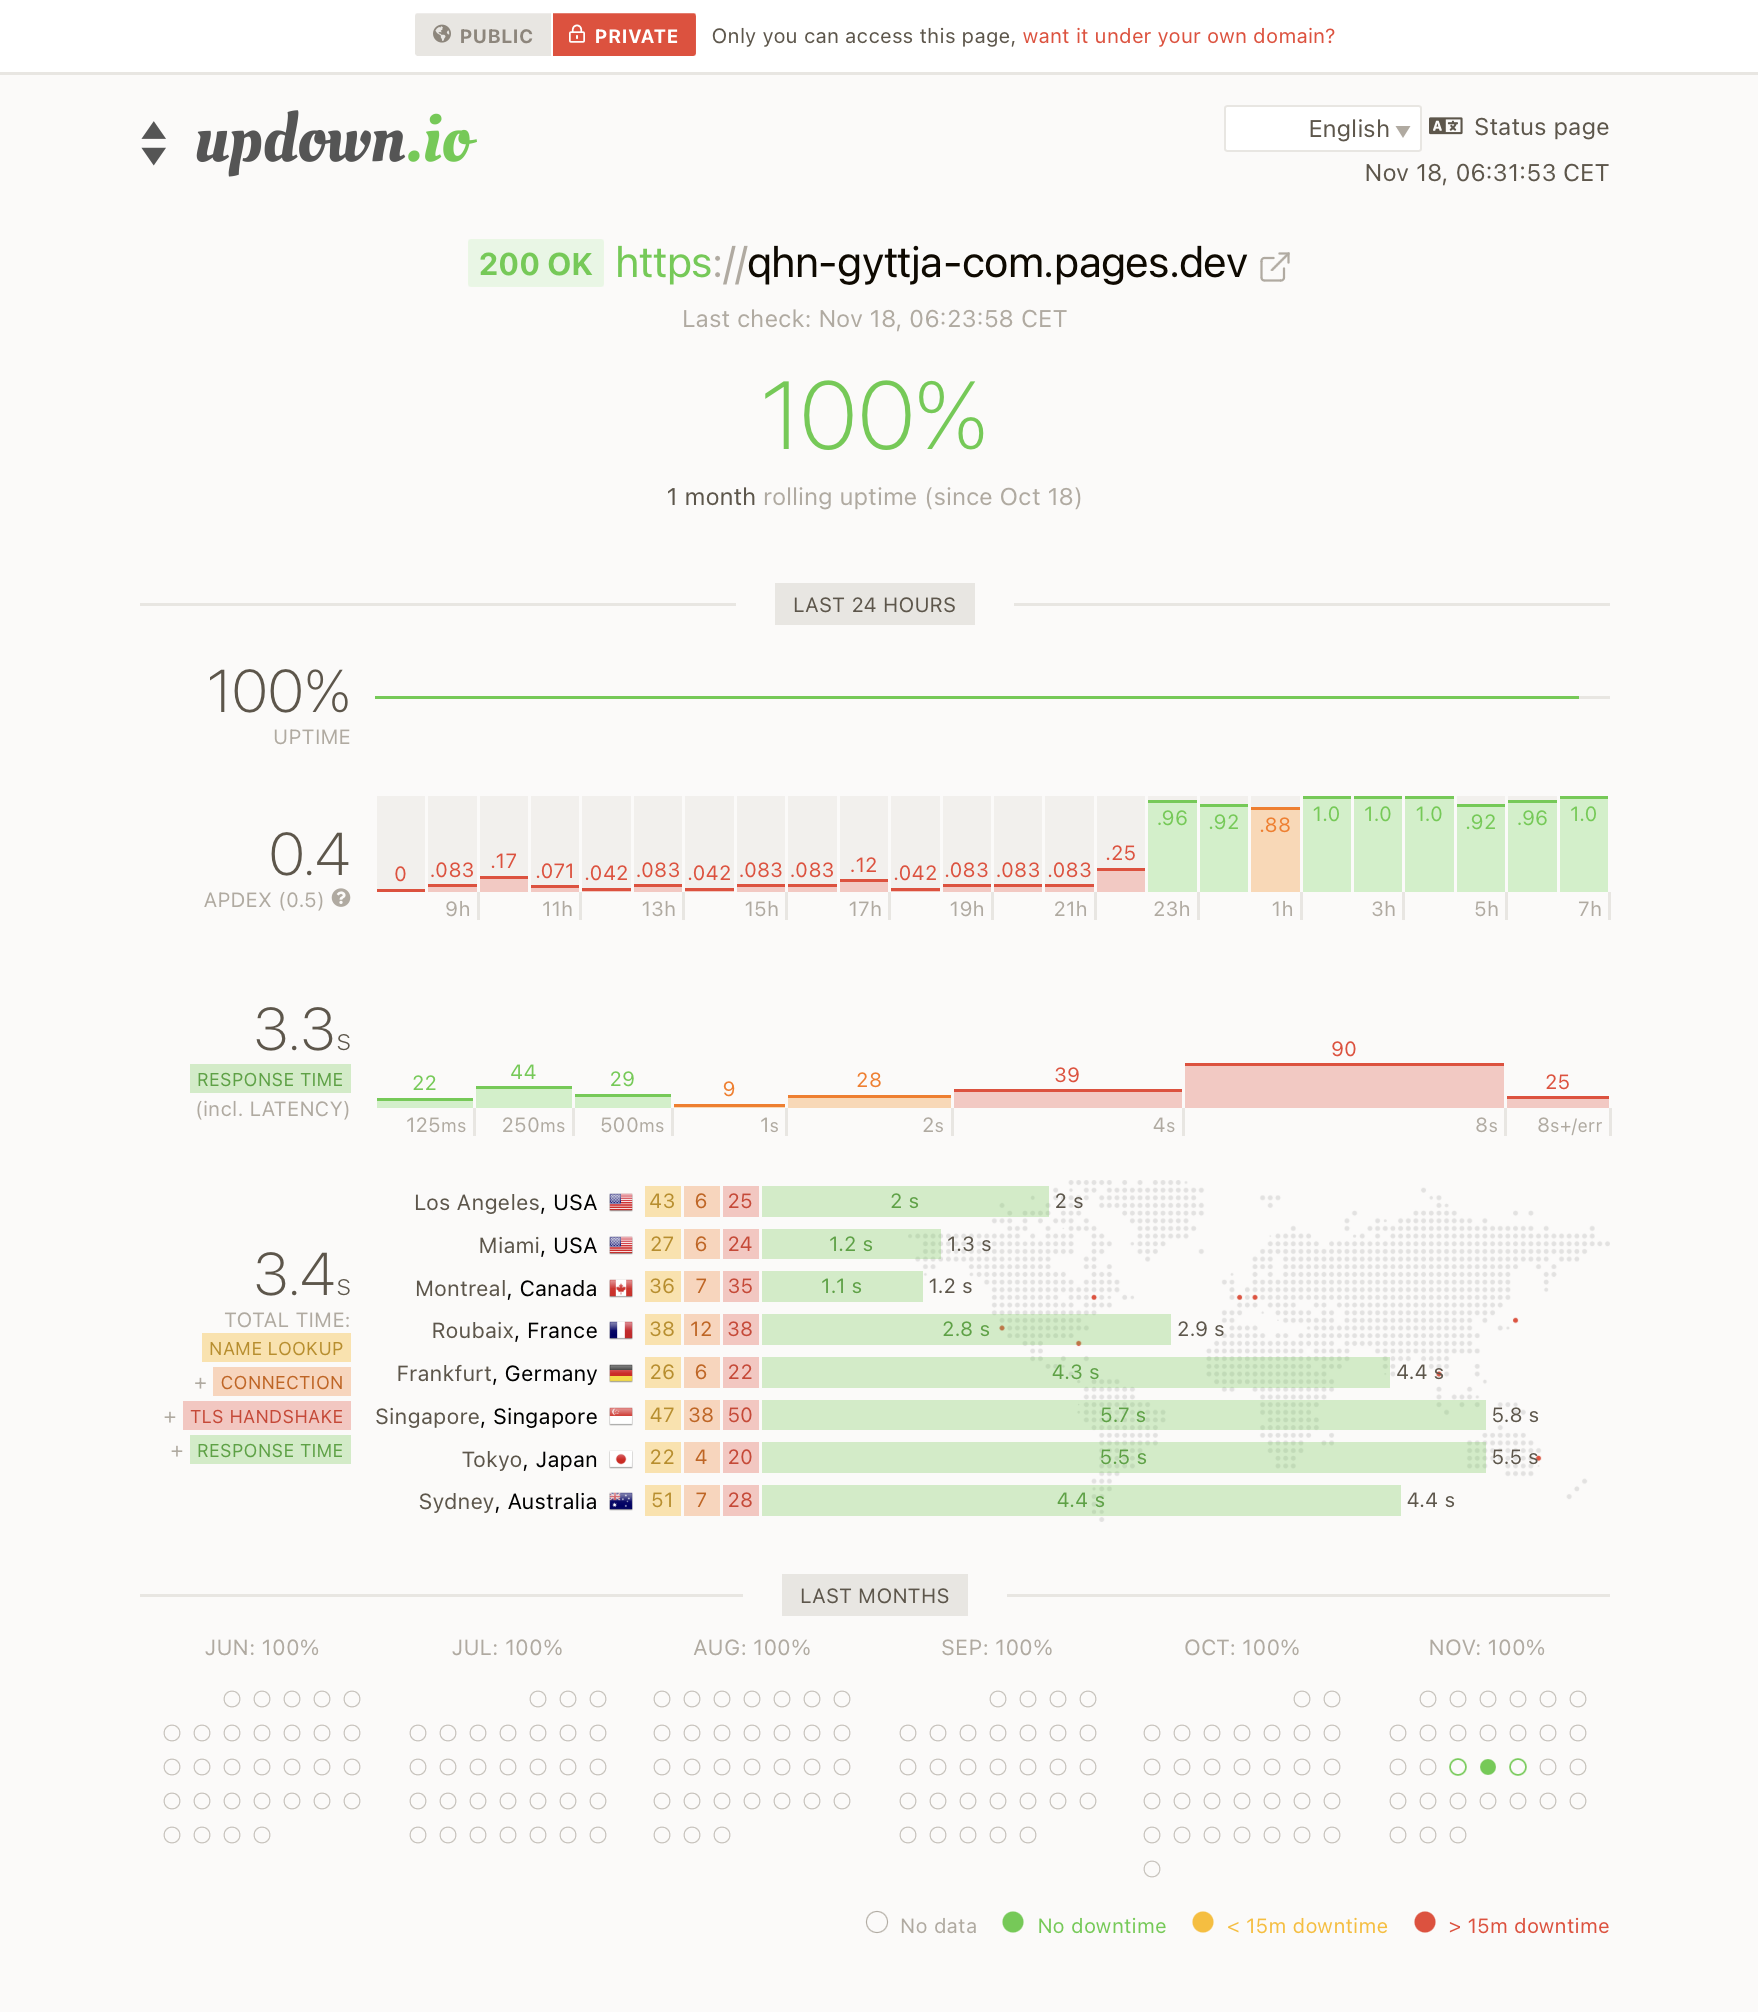 PUBLIC PRIVATE Only you can access this page, want it under your own domain?
updown.io
English Status page
Nov 18, 06:31:53 CET
200 OK https://qhn-gyttja-com.pages.dev
Last check: Nov 18, 06:23:58 CET
100%
1 month rolling uptime (since Oct 18)
LAST 24 HOURS
100%
UPTIME
0.4
APDEX (0.5) ?
0 .083 .17 .071 .042 .083 .042 .083 .083 .12 .042 .083 .083 .083 .25 .96 .92 .88 1.0 1.0 1.0 .92 .96 1.0
9h 11h 13h 15h 17h 19h 21h 23h 1h 3h 5h 7h
3.3s
RESPONSE TIME
(incl. LATENCY)
22 44 29 9 28 39 90 25
125ms 250ms 500ms 1s 2s 4s 8s 8s+/err
3.4s
TOTAL TIME:
NAME LOOKUP
+ CONNECTION
+ TLS HANDSHAKE
+ RESPONSE TIME
Los Angeles, USA 43 6 25 2 s 2 s
Miami, USA 27 6 24 1.2 s 1.3 s
Montreal, Canada 36 7 35 1.1 s 1.2 s
Roubaix, France 38 12 38 2.8 s 2.9 s
Frankfurt, Germany 26 6 22 4.3 s 4.4 s
Singapore, Singapore 47 38 50 5.7 s 5.8 s
Tokyo, Japan 22 4 20 5.5 s 5.5 s
Sydney, Australia 51 7 28 4.4 s 4.4 s
LAST MONTHS
JUN: 100% JUL: 100% AUG: 100% SEP: 100% OCT: 100% NOV: 100%
No data No downtime < 15m downtime > 15m downtime